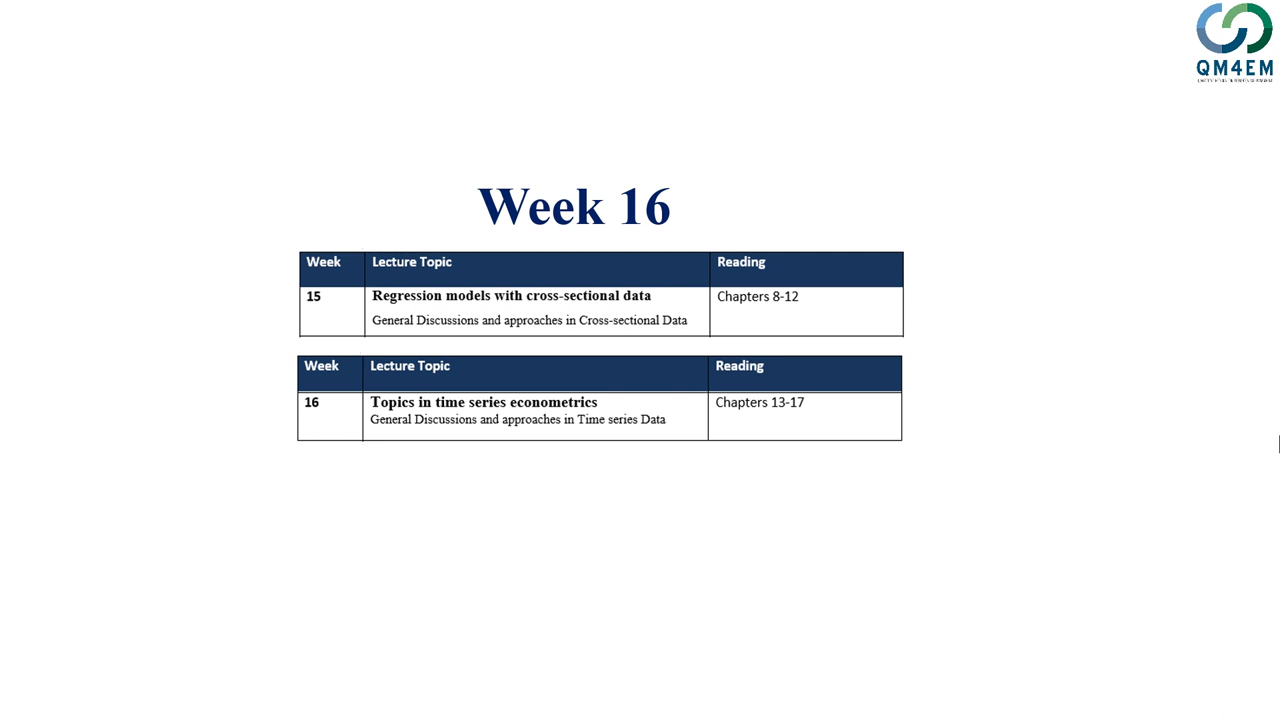 QM4EM
Week 16
Week Lecture Topic Reading
15 Regression models with cross-sectional data Chapters 8-12
General Discussions and approaches in Cross-sectional Data
Week Lecture Topic Reading
16 Topics in time series econometrics Chapters 13-17
General Discussions and approaches in Time series Data